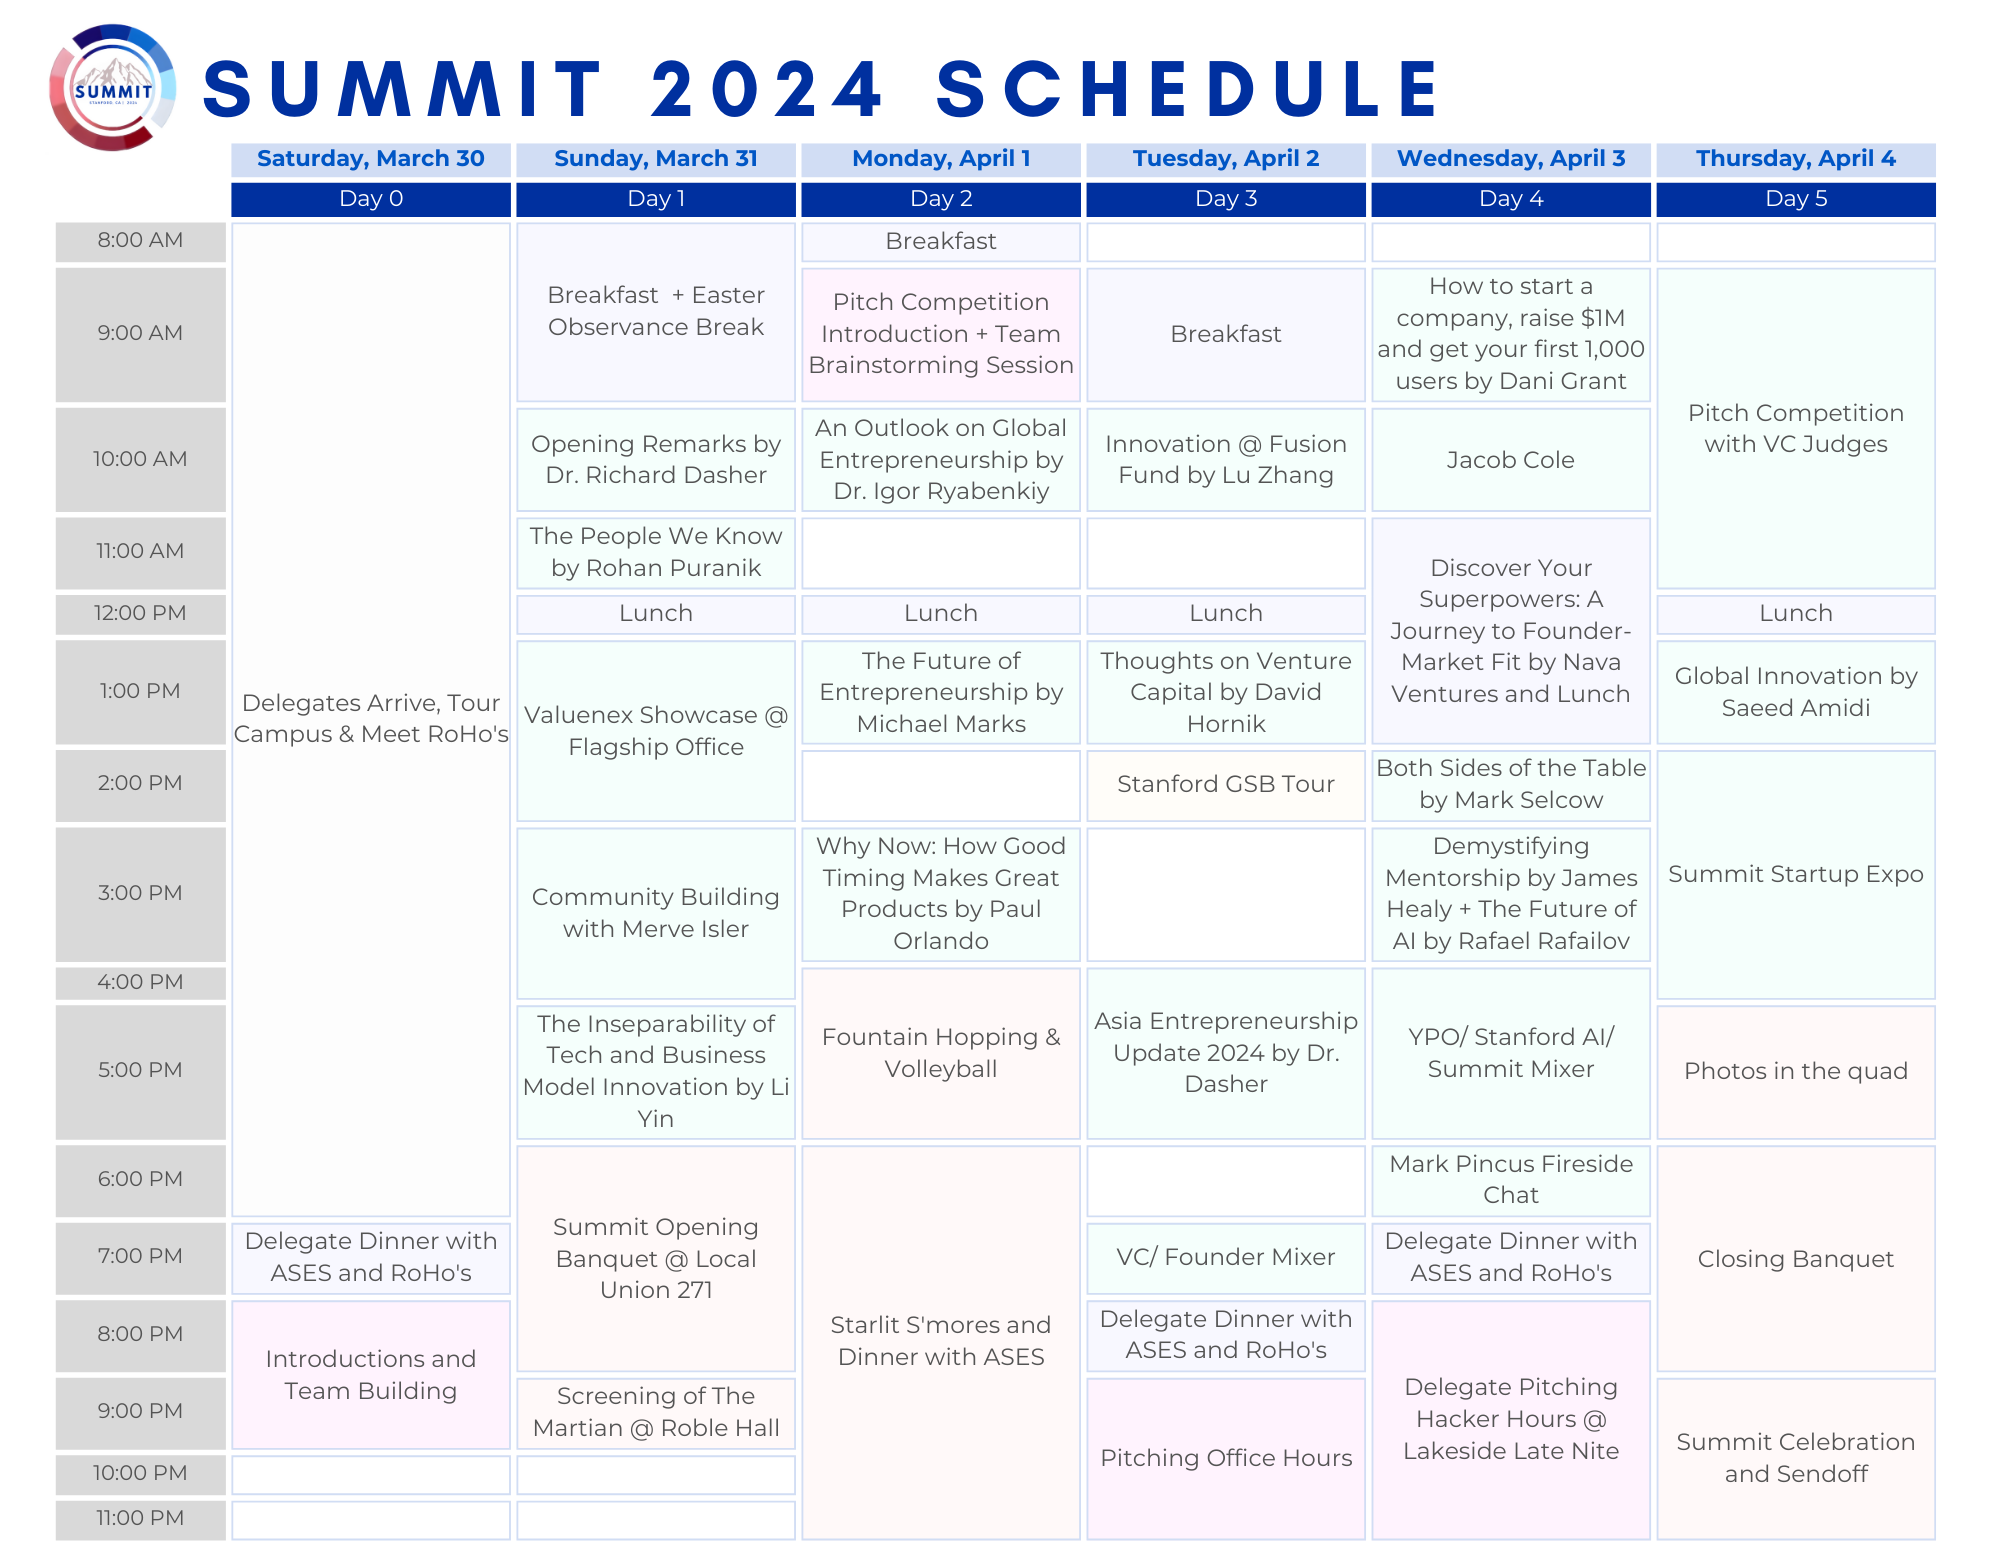 SUMMIT
STANFORD, CA | 2024
SUMMIT 2024 SCHEDULE
Saturday, March 30
Sunday, March 31
Monday, April 1
Tuesday, April 2
Wednesday, April 3
Thursday, April 4
Day 0
Day 1
Day 2
Day 3
Day 4
Day 5
8:00 AM
9:00 AM
10:00 AM
11:00 AM
12:00 PM
1:00 PM
2:00 PM
3:00 PM
4:00 PM
5:00 PM
6:00 PM
7:00 PM
8:00 PM
9:00 PM
10:00 PM
11:00 PM
Delegates Arrive, Tour
Campus & Meet RoHo's
Delegate Dinner with
ASES and RoHo's
Introductions and
Team Building
Breakfast + Easter
Observance Break
Opening Remarks by
Dr. Richard Dasher
The People We Know
by Rohan Puranik
Lunch
Valuenex Showcase @
Flagship Office
Community Building
with Merve Isler
The Inseparability of
Tech and Business
Model Innovation by Li
Yin
Summit Opening
Banquet @ Local
Union 271
Screening of The
Martian @ Roble Hall
Breakfast
Pitch Competition
Introduction + Team
Brainstorming Session
An Outlook on Global
Entrepreneurship by
Dr. Igor Ryabenkiy
Lunch
The Future of
Entrepreneurship by
Michael Marks
Why Now: How Good
Timing Makes Great
Products by Paul
Orlando
Fountain Hopping &
Volleyball
Starlit S'mores and
Dinner with ASES
Breakfast
Innovation @ Fusion
Fund by Lu Zhang
Lunch
Thoughts on Venture
Capital by David
Hornik
Stanford GSB Tour
Asia Entrepreneurship
Update 2024 by Dr.
Dasher
VC/ Founder Mixer
Delegate Dinner with
ASES and RoHo's
Pitching Office Hours
How to start a
company, raise $1M
and get your first 1,000
users by Dani Grant
Jacob Cole
Discover Your
Superpowers: A
Journey to Founder-
Market Fit by Nava
Ventures and Lunch
Both Sides of the Table
by Mark Selcow
Demystifying
Mentorship by James
Healy + The Future of
AI by Rafael Rafailov
YPO/ Stanford AI/
Summit Mixer
Mark Pincus Fireside
Chat
Delegate Dinner with
ASES and RoHo's
Delegate Pitching
Hacker Hours @
Lakeside Late Nite
Pitch Competition
with VC Judges
Lunch
Global Innovation by
Saeed Amidi
Summit Startup Expo
Photos in the quad
Closing Banquet
Summit Celebration
and Sendoff